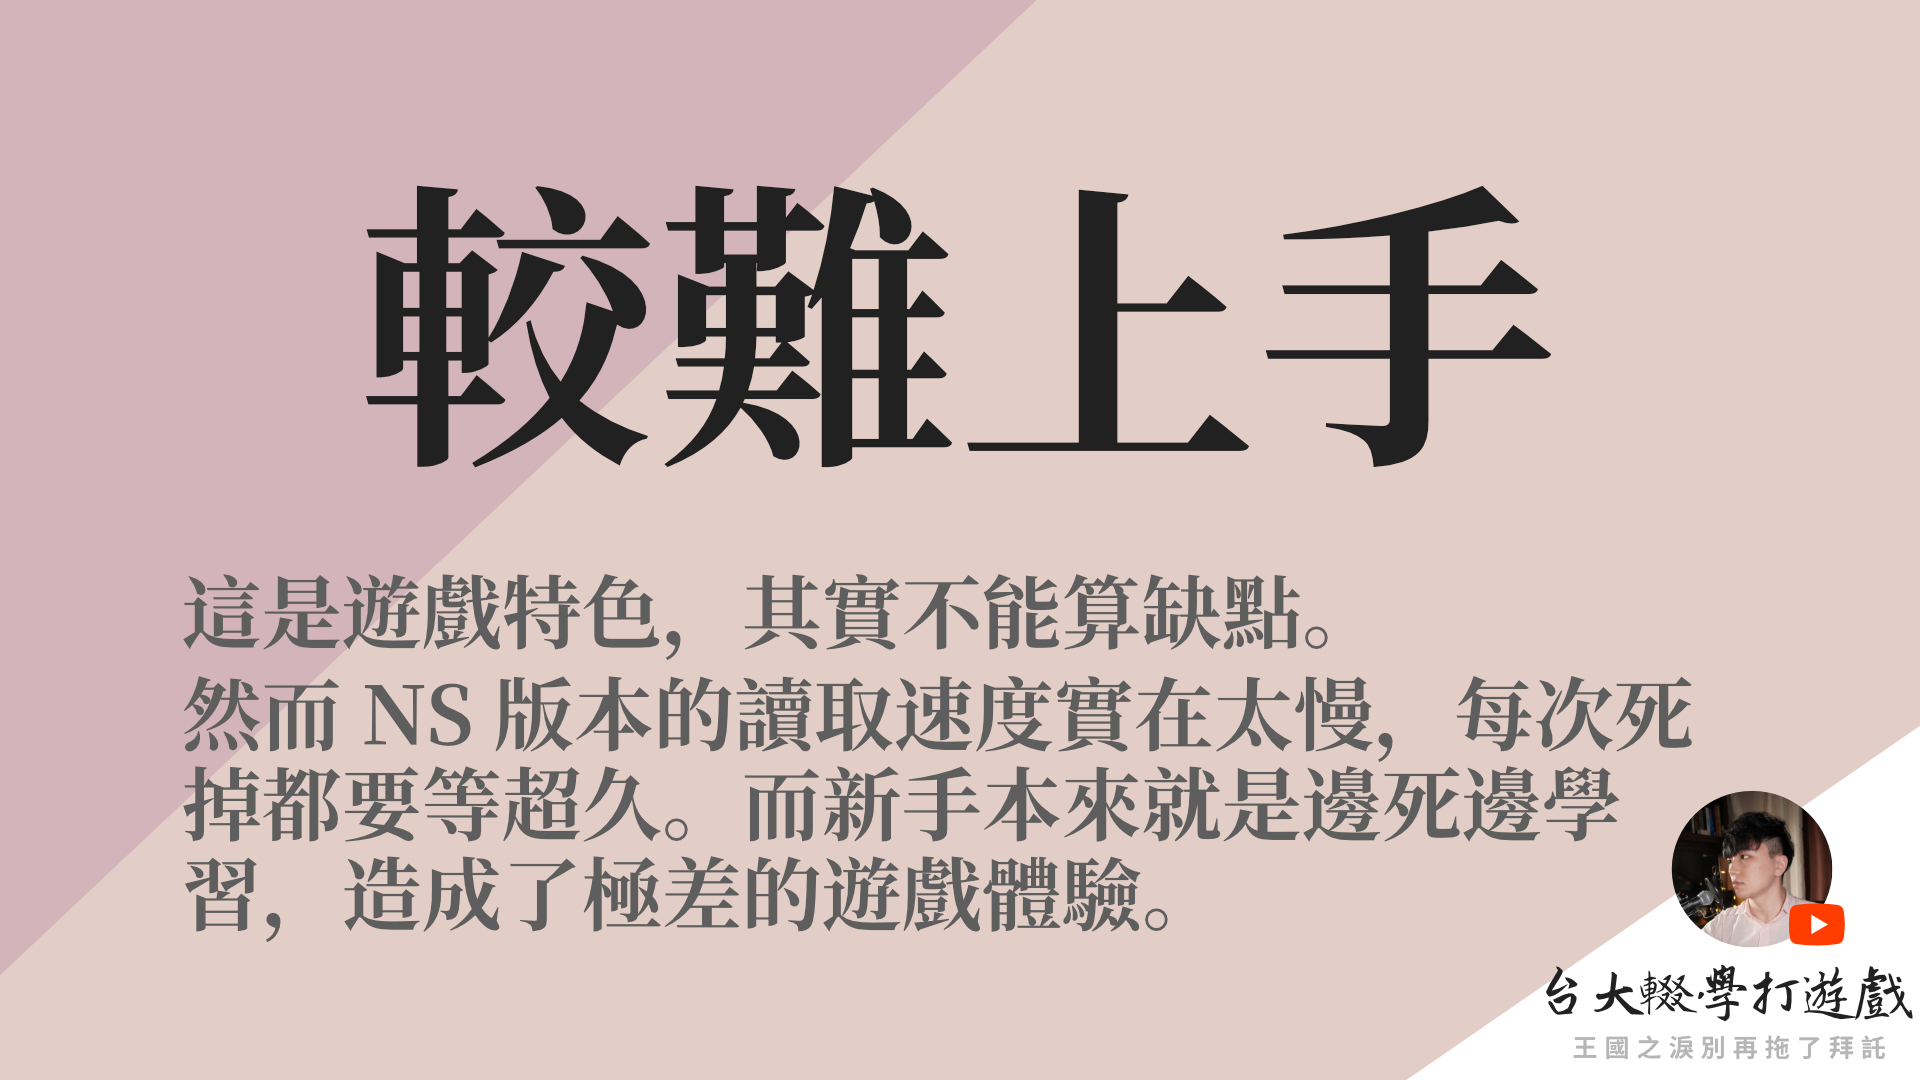 較難上手
這是遊戲特色，其實不能算缺點。
然而 NS 版本的讀取速度實在太慢，每次死
掉都要等超久。而新手本來就是邊死邊學
習，造成了極差的遊戲體驗。
台大輟學打遊戲
王國之淚別再拖了拜託